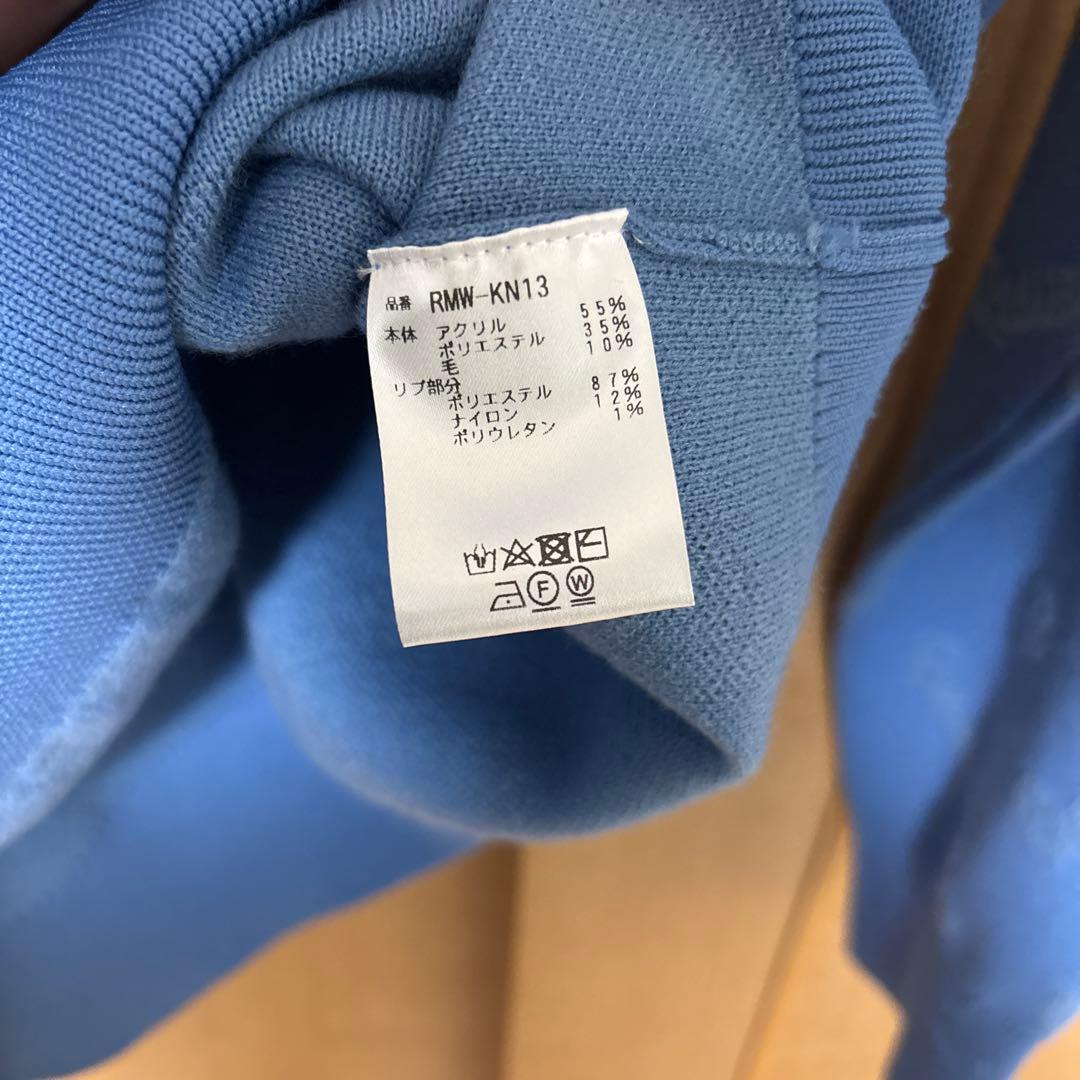 品番 RMW-KN13
本体 アクリル 55%
ポリエステル 35%
毛 10%
リブ部分
ポリエステル 87%
ナイロン 12%
ポリウレタン 1%
F W